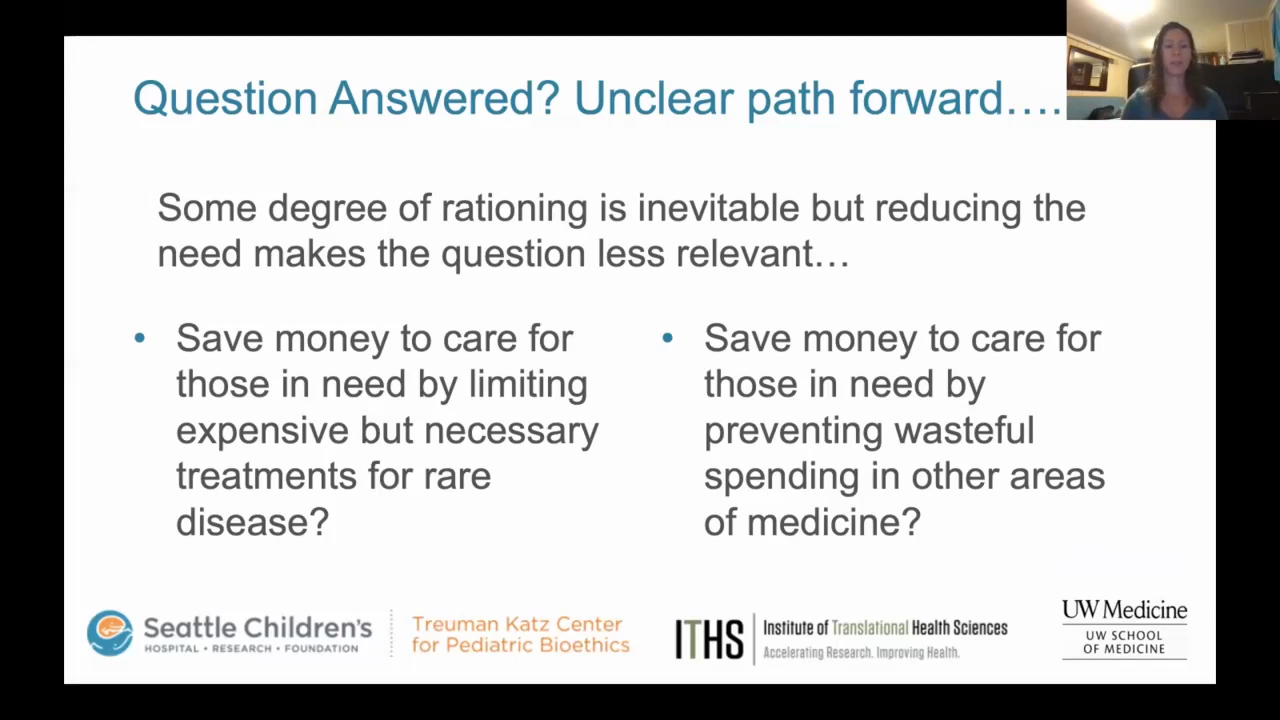 Question Answered? Unclear path forward….
Some degree of rationing is inevitable but reducing the
need makes the question less relevant…
• Save money to care for
those in need by limiting
expensive but necessary
treatments for rare
disease?
• Save money to care for
those in need by
preventing wasteful
spending in other areas
of medicine?
Seattle Children's
HOSPITAL • RESEARCH • FOUNDATION
Treuman Katz Center
for Pediatric Bioethics
ITHS
Institute of Translational Health Sciences
Accelerating Research. Improving Health.
UW Medicine
UW SCHOOL
OF MEDICINE